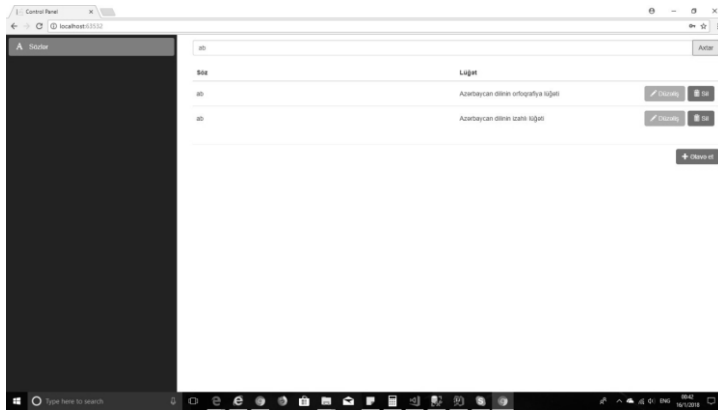 Control Panel
localhost:63532
A Sözlər
ab
Axtar
Söz Lüğət
ab Azərbaycan dilinin orfoqrafiya lüğəti Düzəliş Sil
ab Azərbaycan dilinin izahlı lüğəti Düzəliş Sil
Əlavə et
Type here to search
ENG
16/1/2018